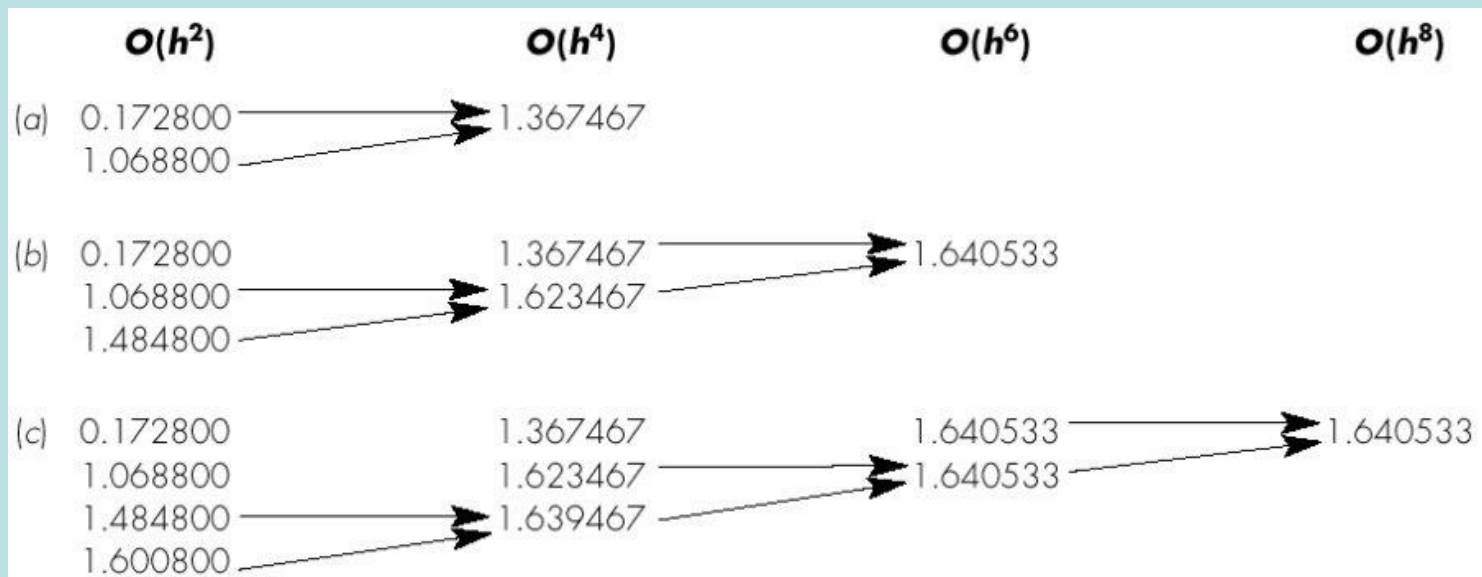 O(h²) O(h⁴) O(h⁶) O(h⁸)
(a) 0.172800 1.367467
1.068800
(b) 0.172800 1.367467 1.640533
1.068800 1.623467
1.484800
(c) 0.172800 1.367467 1.640533 1.640533
1.068800 1.623467 1.640533
1.484800 1.639467
1.600800